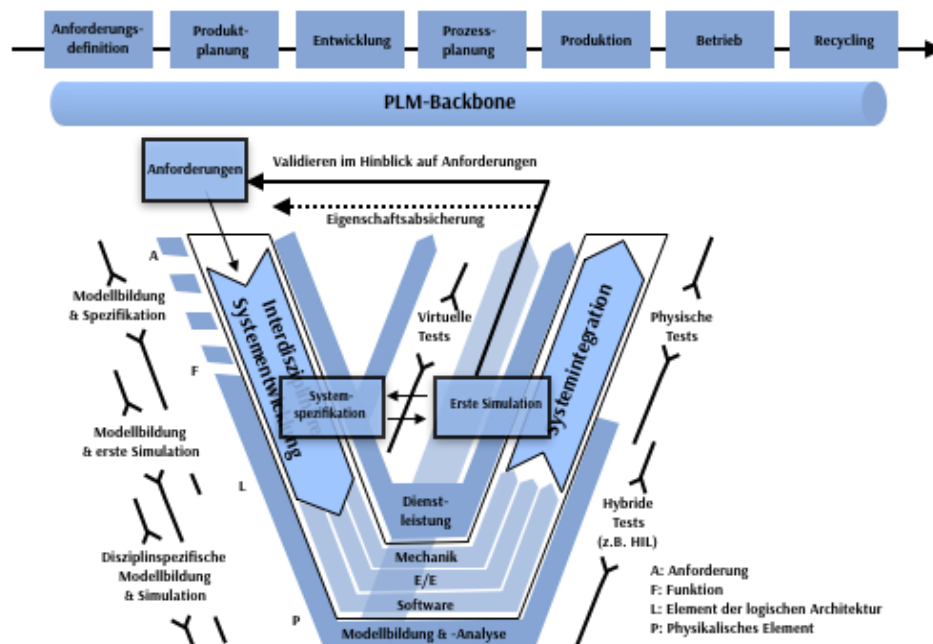 Anforderungs-
definition
Produkt-
planung
Entwicklung
Prozess-
planung
Produktion
Betrieb
Recycling
PLM-Backbone
Anforderungen
Validieren im Hinblick auf Anforderungen
Eigenschaftsabsicherung
A
Modellbildung
& Spezifikation
F
Interdisziplinäre
Systementwicklung
Virtuelle
Tests
Systemintegration
Physische
Tests
System-
spezifikation
Erste Simulation
Modellbildung
& erste Simulation
L
Dienst-
leistung
Hybride
Tests
(z.B. HIL)
Disziplinspezifische
Modellbildung
& Simulation
Mechanik
E/E
Software
P
Modellbildung & -Analyse
A: Anforderung
F: Funktion
L: Element der logischen Architektur
P: Physikalisches Element